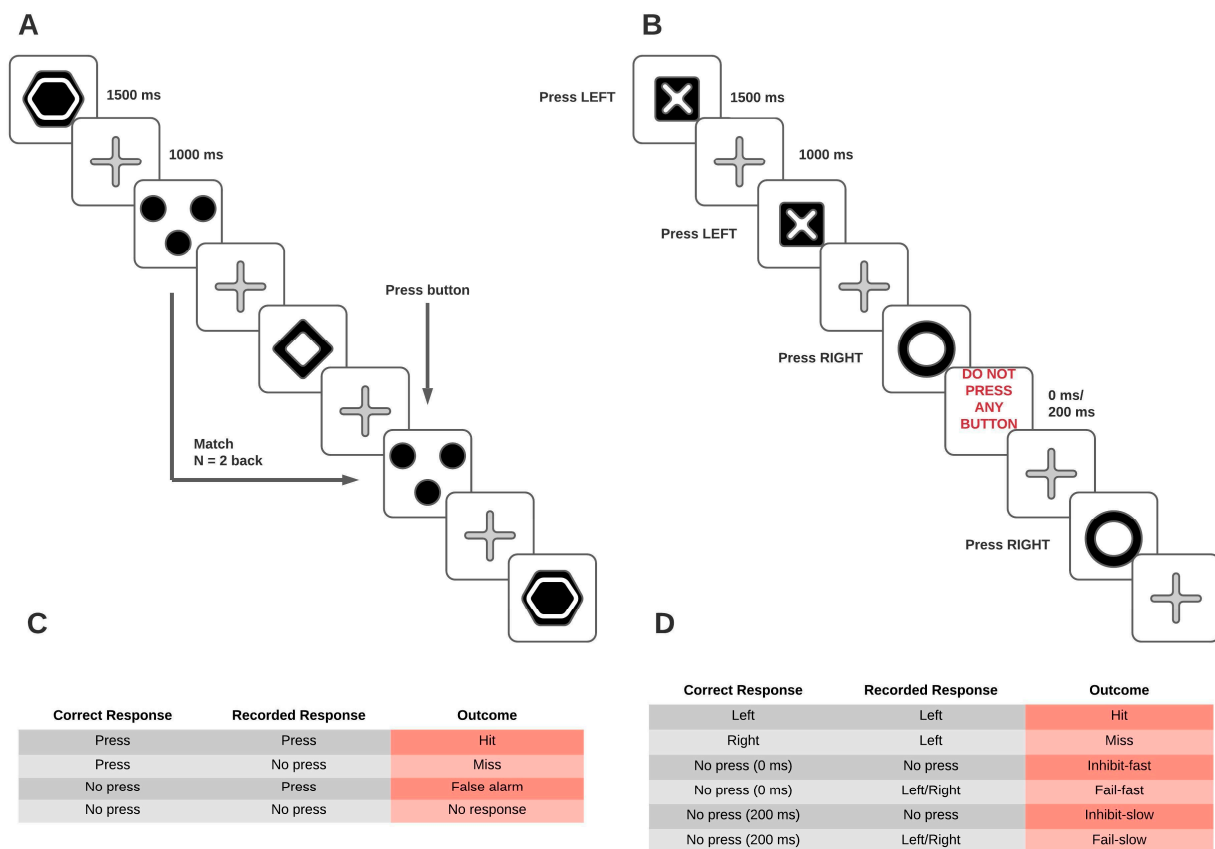 A
1500 ms
1000 ms
Press button
Match
N = 2 back
B
Press LEFT
1500 ms
1000 ms
Press LEFT
Press RIGHT
DO NOT
PRESS
ANY
BUTTON
0 ms/
200 ms
Press RIGHT
C
Correct Response Recorded Response Outcome
Press Press Hit
Press No press Miss
No press Press False alarm
No press No press No response
D
Correct Response Recorded Response Outcome
Left Left Hit
Right Left Miss
No press (0 ms) No press Inhibit-fast
No press (0 ms) Left/Right Fail-fast
No press (200 ms) No press Inhibit-slow
No press (200 ms) Left/Right Fail-slow